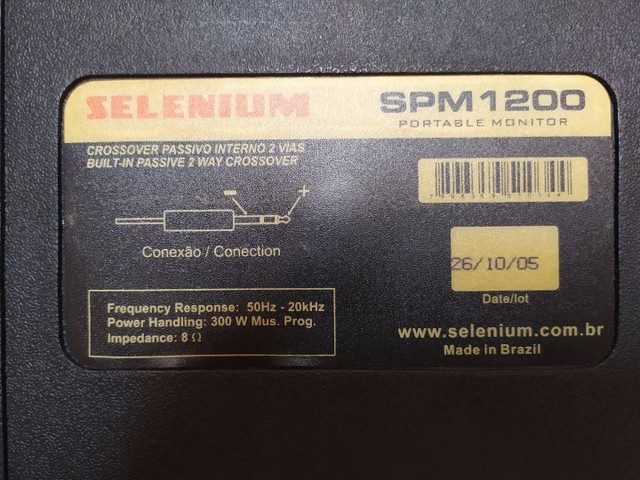 SELENIUM
SPM1200
PORTABLE MONITOR
CROSSOVER PASSIVO INTERNO 2 VIAS
BUILT-IN PASSIVE 2 WAY CROSSOVER
- +
Conexão / Conection
26/10/05
Date/lot
Frequency Response: 50Hz - 20kHz
Power Handling: 300 W Mus. Prog.
Impedance: 8 Ω
www.selenium.com.br
Made in Brazil